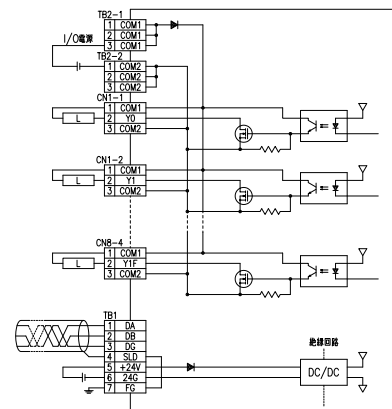 TB2-1
I/O電源
1 COM1
2 COM1
3 COM1
TB2-2
1 COM2
2 COM2
3 COM2
CN1-1
1 COM1
L 2 Y0
3 COM2
CN1-2
1 COM1
L 2 Y1
3 COM2
CN8-4
1 COM1
L 2 Y1F
3 COM2
TB1
1 DA
2 DB
3 DG
4 SLD
5 +24V
6 24G
7 FG
絶縁回路
DC/DC